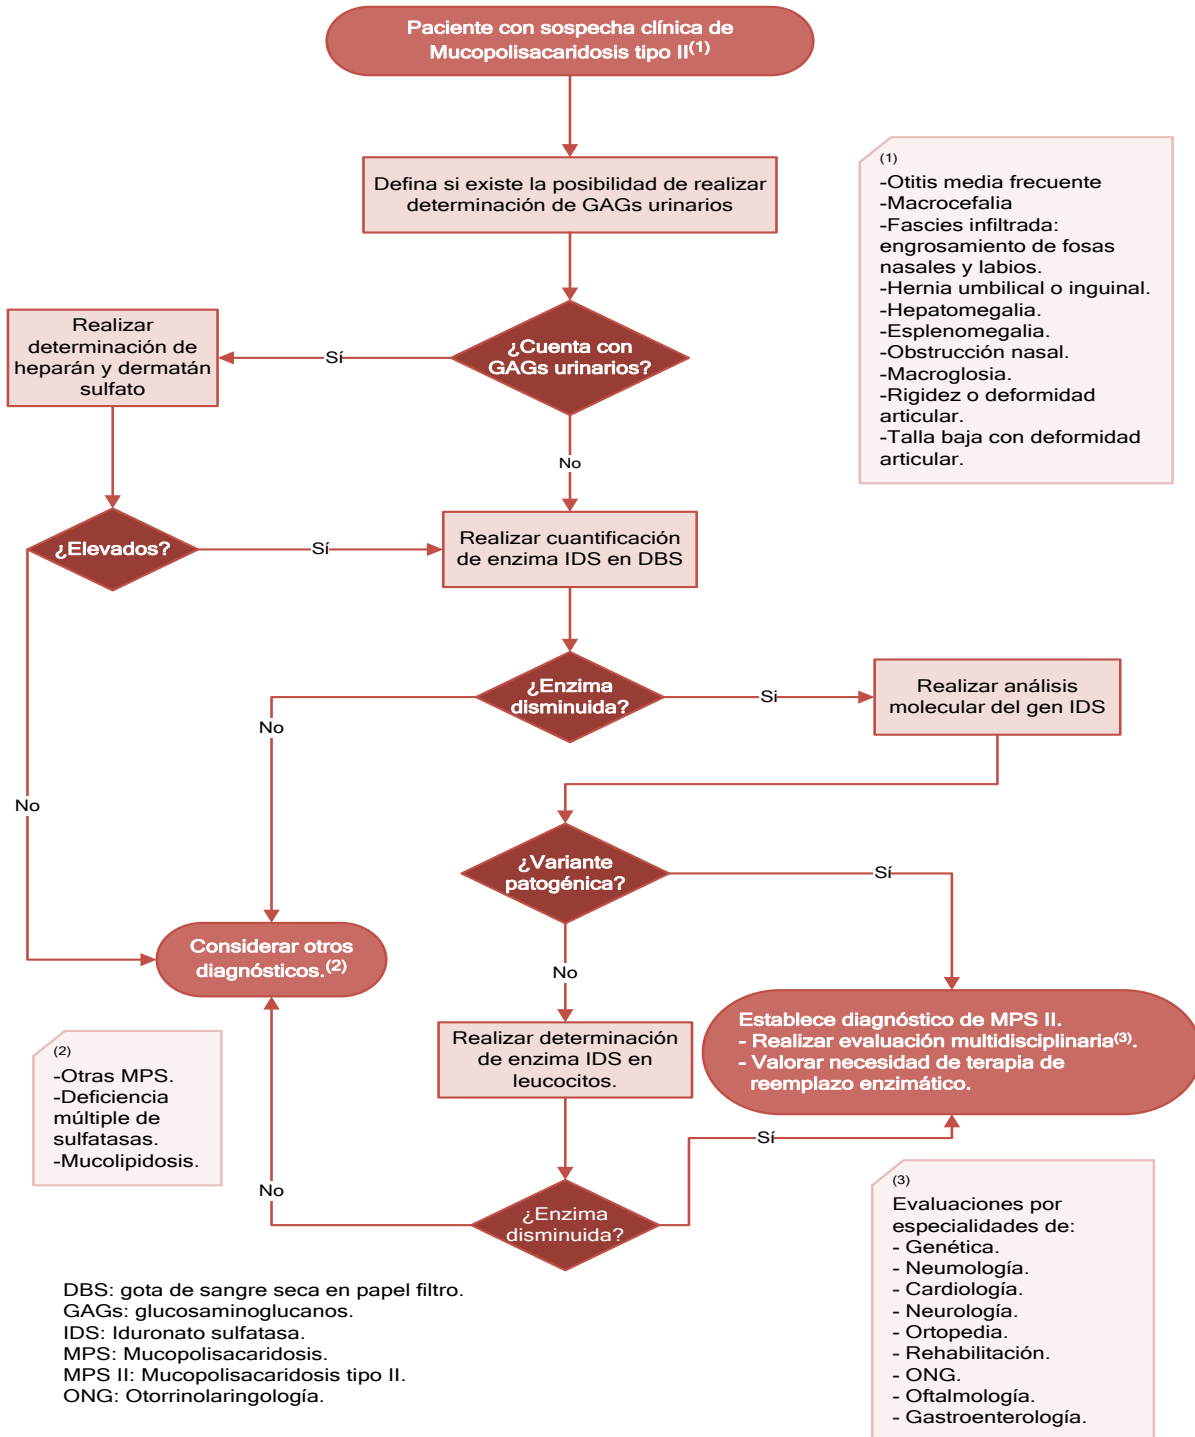 Paciente con sospecha clínica de
Mucopolisacaridosis tipo II(1)
Defina si existe la posibilidad de realizar
determinación de GAGs urinarios
(1)
-Otitis media frecuente
-Macrocefalia
-Fascies infiltrada:
engrosamiento de fosas
nasales y labios.
-Hernia umbilical o inguinal.
-Hepatomegalia.
-Esplenomegalia.
-Obstrucción nasal.
-Macroglosia.
-Rigidez o deformidad
articular.
-Talla baja con deformidad
articular.
Realizar
determinación de
heparán y dermatán
sulfato
Sí
¿Cuenta con
GAGs urinarios?
No
¿Elevados?
Sí
Realizar cuantificación
de enzima IDS en DBS
¿Enzima
disminuida?
Si
Realizar análisis
molecular del gen IDS
No
No
¿Variante
patogénica?
Sí
Considerar otros
diagnósticos.(2)
No
Realizar determinación
de enzima IDS en
leucocitos.
Establece diagnóstico de MPS II.
- Realizar evaluación multidisciplinaria(3).
- Valorar necesidad de terapia de
reemplazo enzimático.
(2)
-Otras MPS.
-Deficiencia
múltiple de
sulfatasas.
-Mucolipidosis.
Sí
No
¿Enzima
disminuida?
(3)
Evaluaciones por
especialidades de:
- Genética.
- Neumología.
- Cardiología.
- Neurología.
- Ortopedia.
- Rehabilitación.
- ONG.
- Oftalmología.
- Gastroenterología.
DBS: gota de sangre seca en papel filtro.
GAGs: glucosaminoglucanos.
IDS: Iduronato sulfatasa.
MPS: Mucopolisacaridosis.
MPS II: Mucopolisacaridosis tipo II.
ONG: Otorrinolaringología.